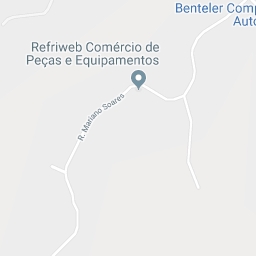 Benteler Comp
Auto
Refriweb Comércio de
Peças e Equipamentos
R. Mariano Soares